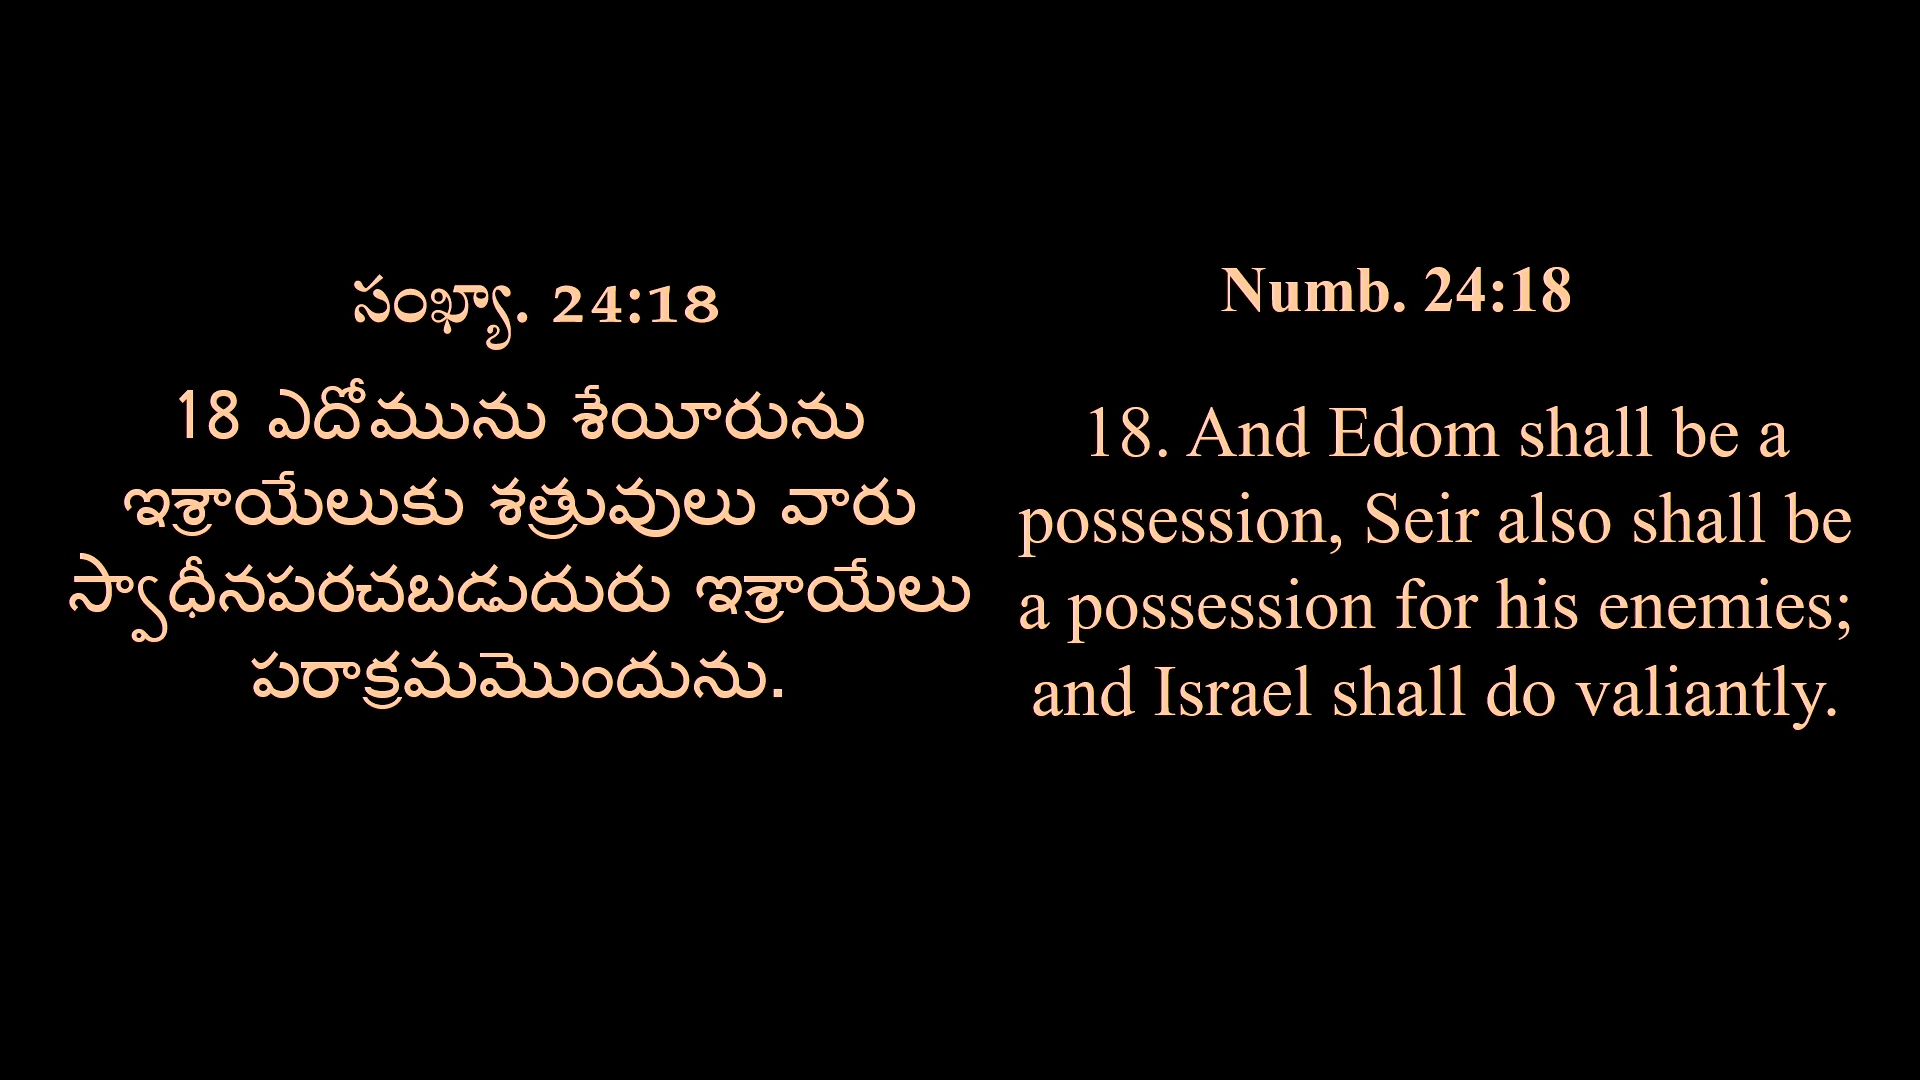 సంఖ్యా. 24:18
18 ఎదోమును శేయీరును
ఇశ్రాయేలుకు శత్రువులు వారు
స్వాధీనపరచబడుదురు ఇశ్రాయేలు
పరాక్రమమొందును.
Numb. 24:18
18. And Edom shall be a
possession, Seir also shall be
a possession for his enemies;
and Israel shall do valiantly.